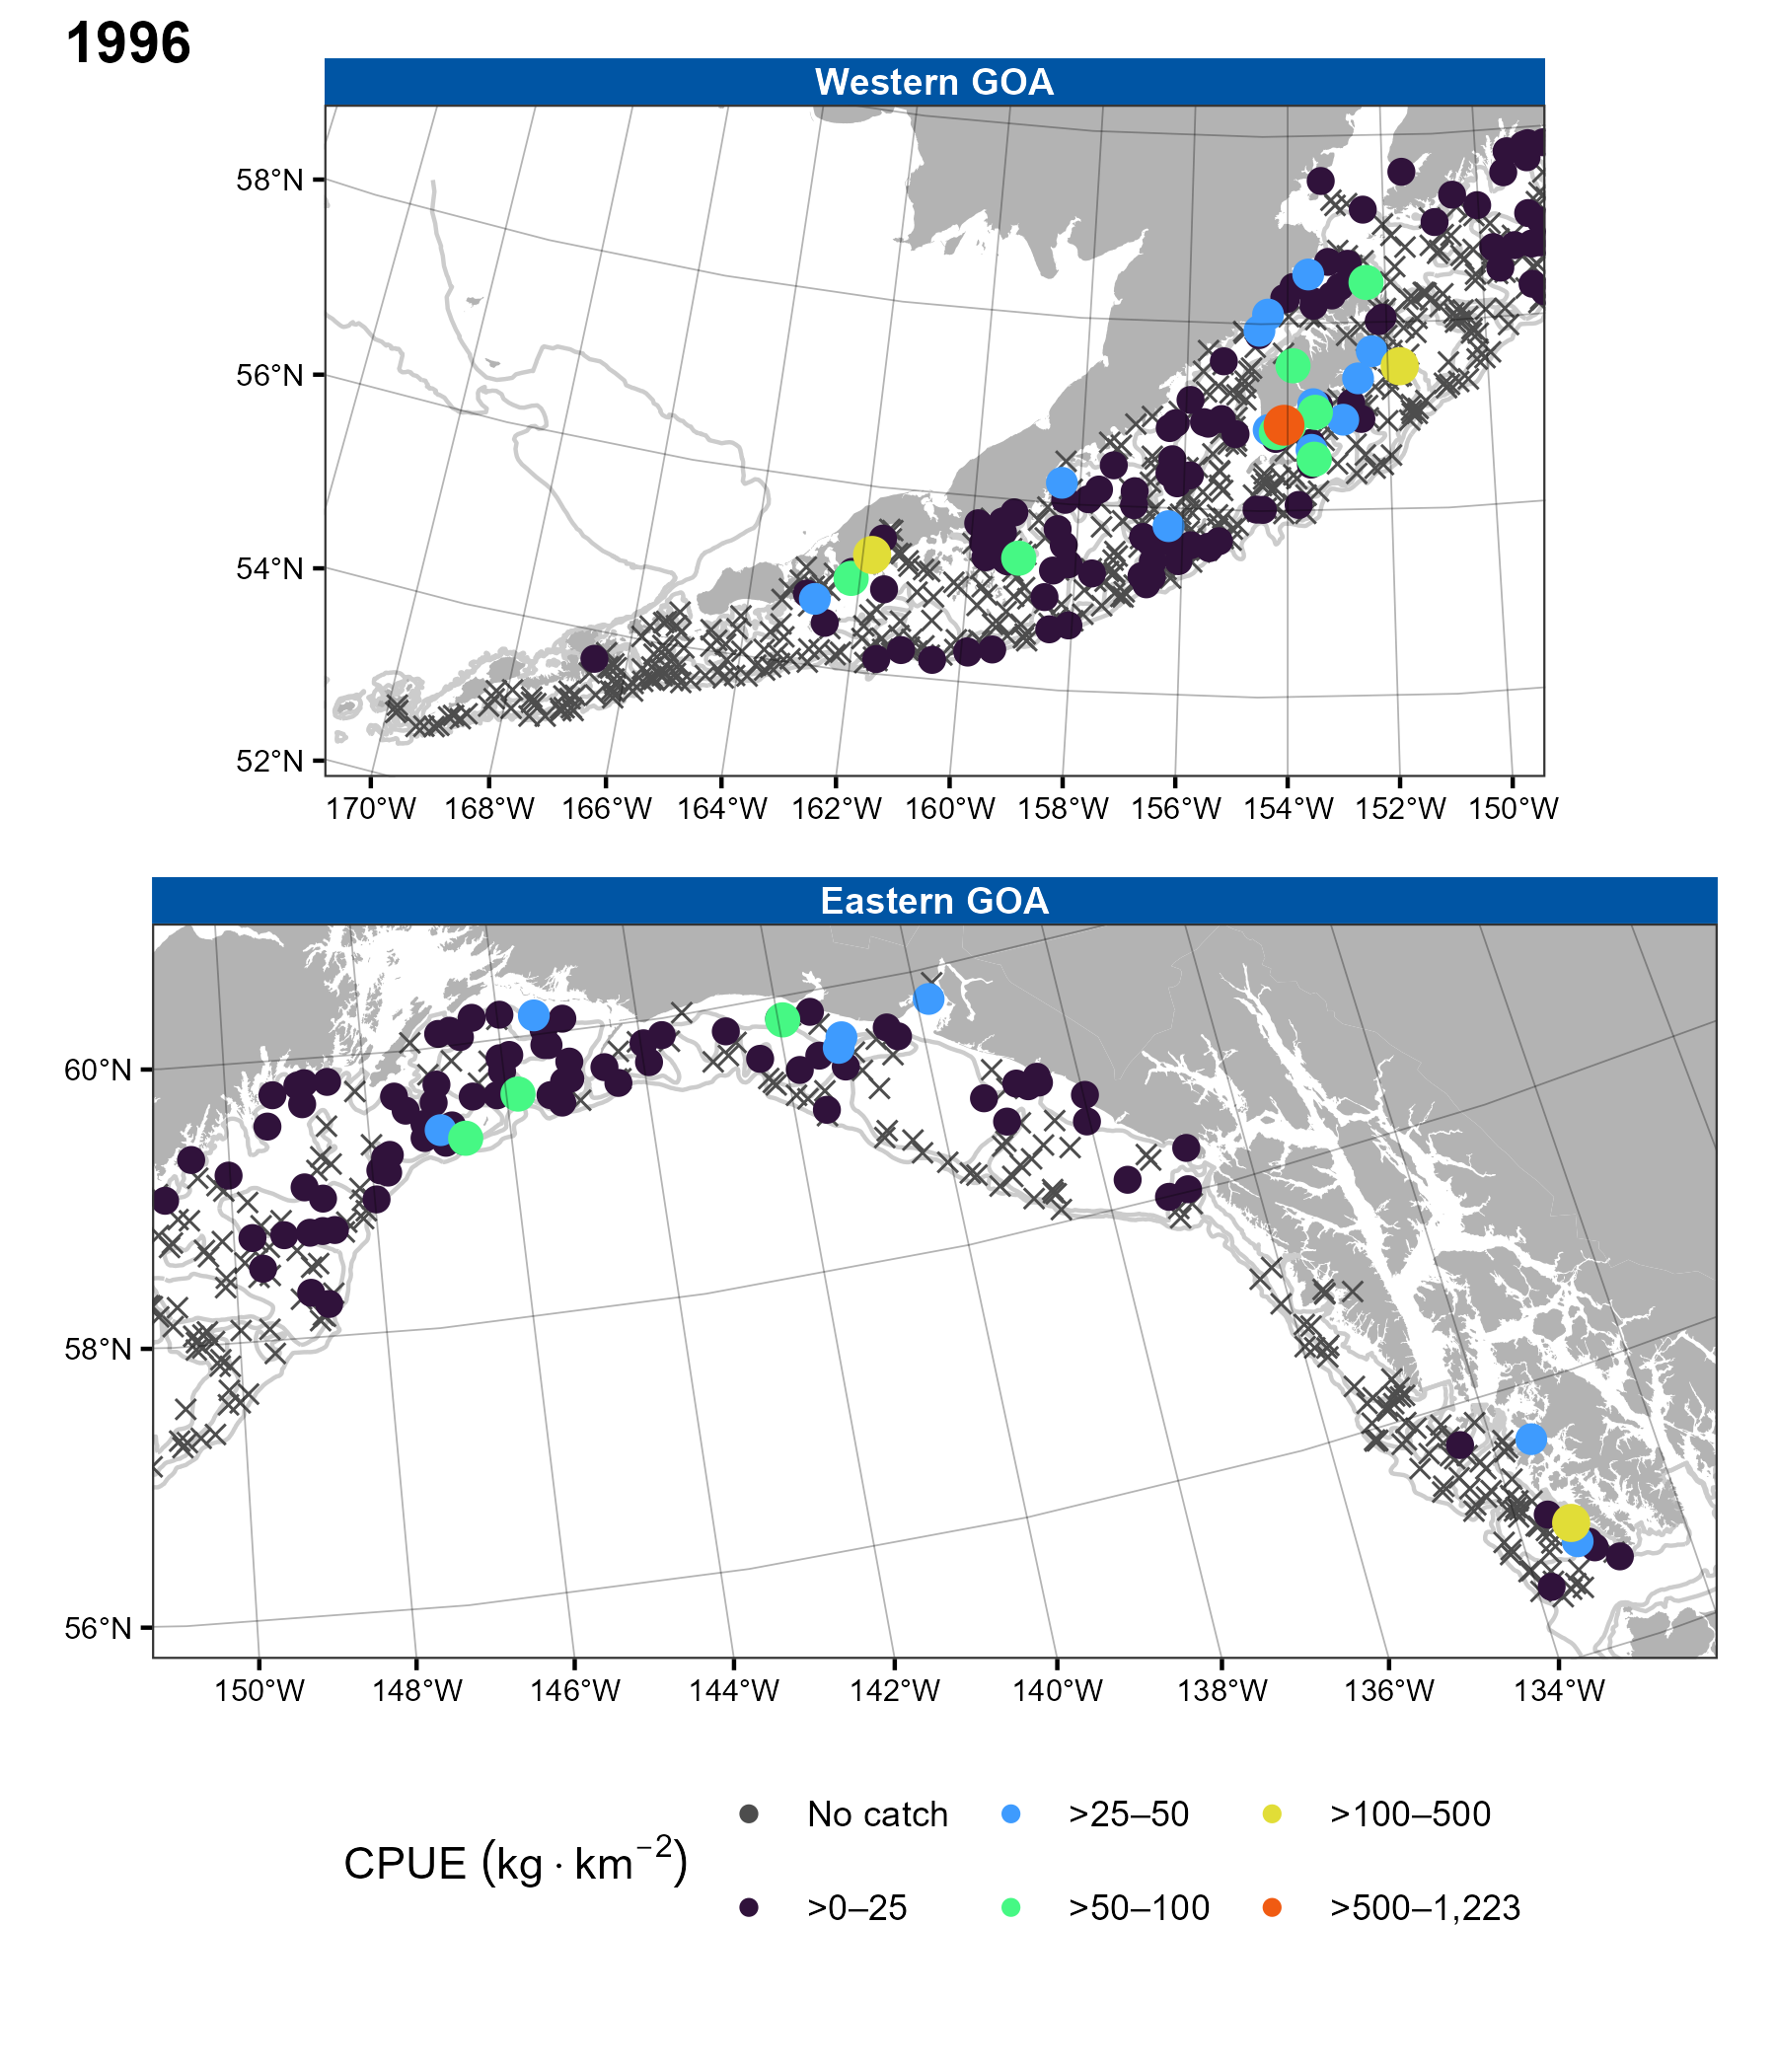 1996
Western GOA
58°N
56°N
54°N
52°N
170°W 168°W 166°W 164°W 162°W 160°W 158°W 156°W 154°W 152°W 150°W
Eastern GOA
60°N
58°N
56°N
150°W 148°W 146°W 144°W 142°W 140°W 138°W 136°W 134°W
CPUE (kg · km⁻²)
No catch >25–50 >100–500
>0–25 >50–100 >500–1,223